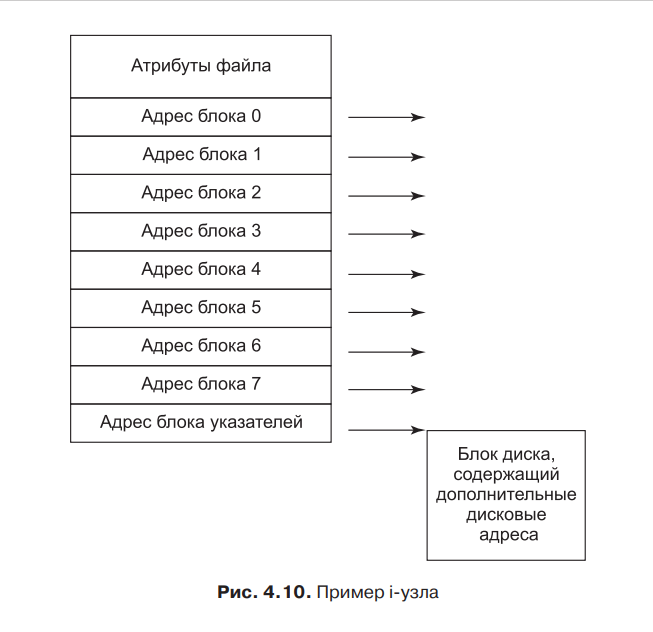 Атрибуты файла
Адрес блока 0
Адрес блока 1
Адрес блока 2
Адрес блока 3
Адрес блока 4
Адрес блока 5
Адрес блока 6
Адрес блока 7
Адрес блока указателей
Блок диска,
содержащий
дополнительные
дисковые
адреса
Рис. 4.10. Пример i-узла